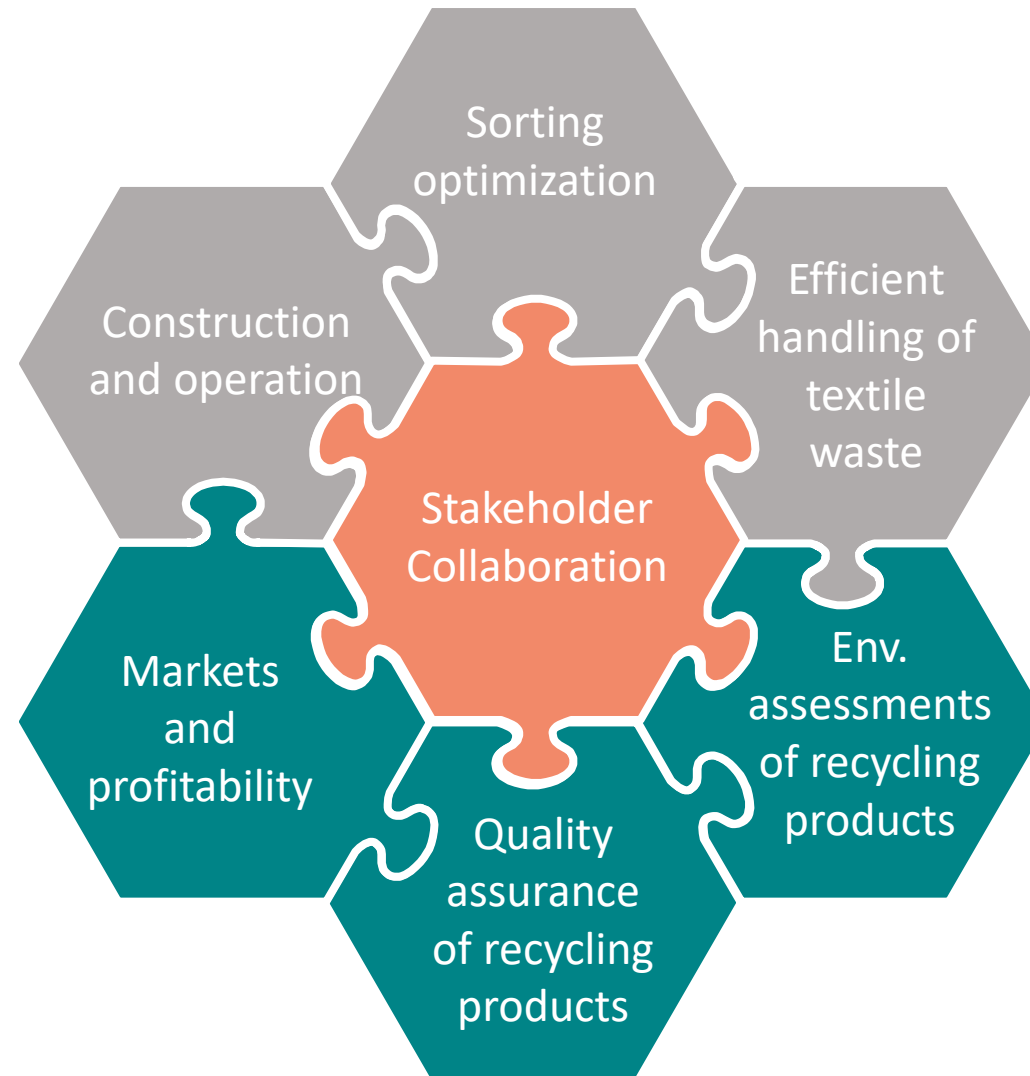 Sorting
optimization
Efficient
handling of
textile
waste
Construction
and operation
Stakeholder
Collaboration
Markets
and
profitability
Env.
assessments
of recycling
products
Quality
assurance
of recycling
products